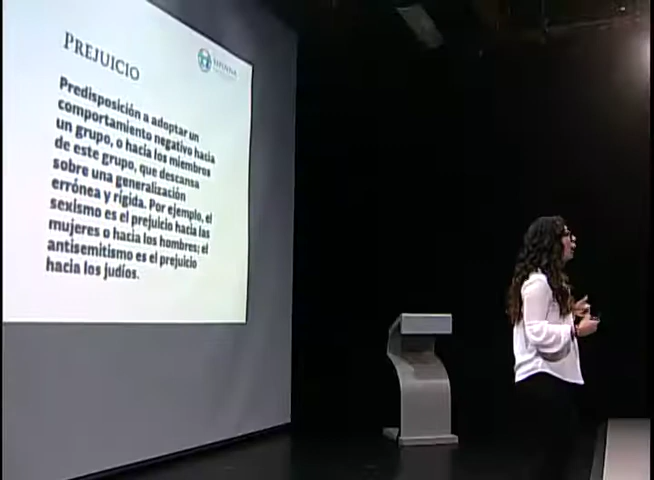 PREJUICIO
Predisposición a adoptar un
comportamiento negativo hacia
un grupo, o hacia los miembros
de este grupo, que descansa
sobre una generalización
errónea y rígida. Por ejemplo, el
sexismo es el prejuicio hacia las
mujeres o hacia los hombres; el
antisemitismo es el prejuicio
hacia los judíos.